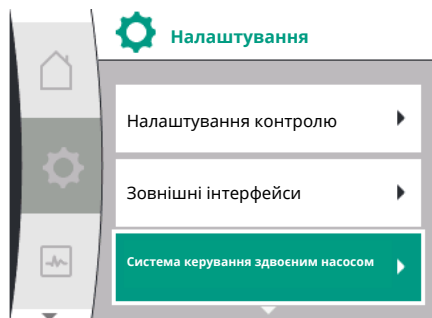 Налаштування
Налаштування контролю
Зовнішні інтерфейси
Система керування здвоєним насосом